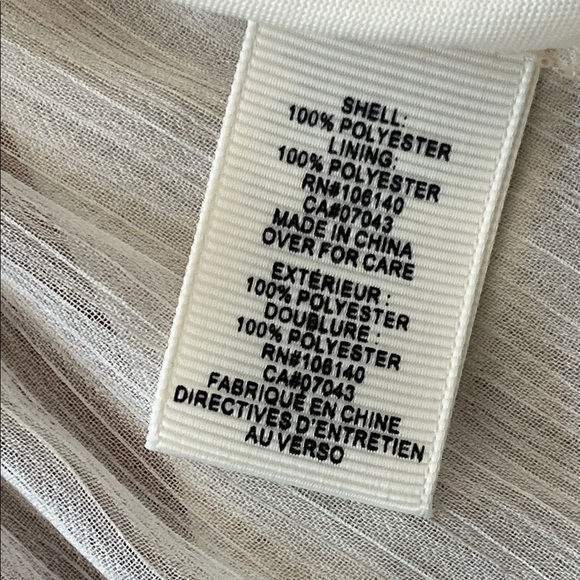 SHELL:
100% POLYESTER
LINING:
100% POLYESTER
RN#106140
CA#07043
MADE IN CHINA
OVER FOR CARE
EXTÉRIEUR :
100% POLYESTER
DOUBLURE :
100% POLYESTER
RN#106140
CA#07043
FABRIQUÉ EN CHINE
DIRECTIVES D'ENTRETIEN
AU VERSO